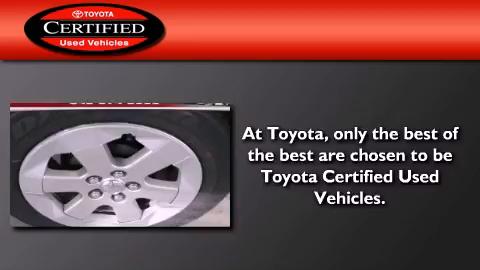 TOYOTA
CERTIFIED
Used Vehicles
At Toyota, only the best of
the best are chosen to be
Toyota Certified Used
Vehicles.